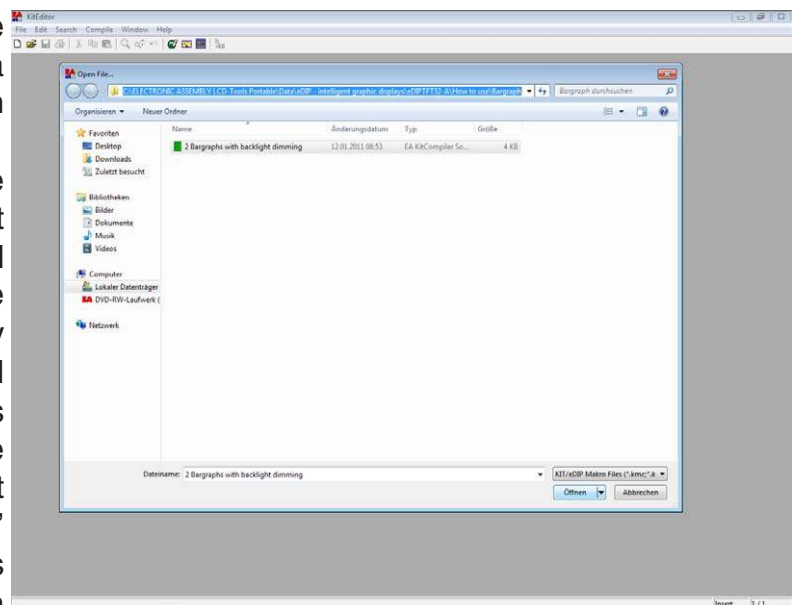 KitEditor
File Edit Search Compile Window Help
Open File...
C:\ELECTRONIC ASSEMBLY LCD-Tools Portable\Data\eDIP - intelligent graphic displays\eDIPTFT32-A\How to use\Bargraph
Bargraph durchsuchen
Organisieren Neuer Ordner
Name Änderungsdatum Typ Größe
2 Bargraphs with backlight dimming 12.01.2011 08:53 EA KitCompiler So... 4 KB
Favoriten
Desktop
Downloads
Zuletzt besucht
Bibliotheken
Bilder
Dokumente
Musik
Videos
Computer
Lokaler Datenträger
DVD-RW-Laufwerk (
Netzwerk
Dateiname: 2 Bargraphs with backlight dimming
KIT/eDIP Makro Files (*.kmc;*.k
Öffnen Abbrechen
Insert 1 / 1